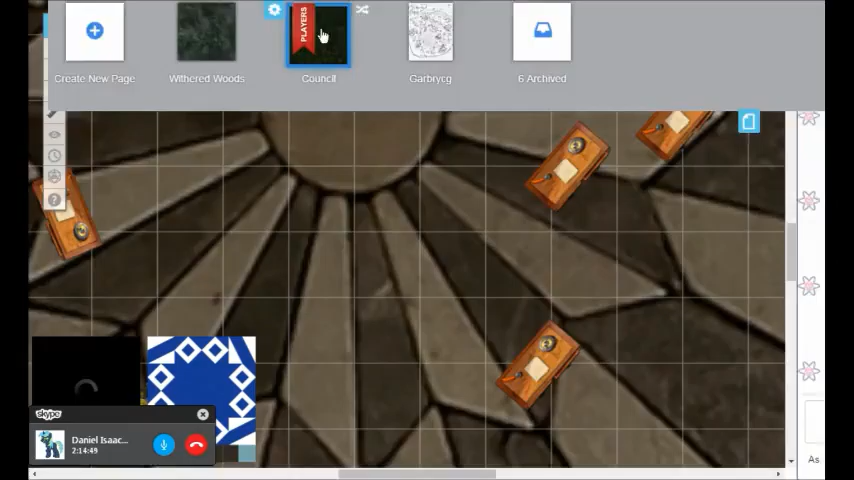 PLAYERS
Create New Page
Withered Woods
Council
Garbrycg
6 Archived
?
skype
Daniel Isaac...
2:14:49
As